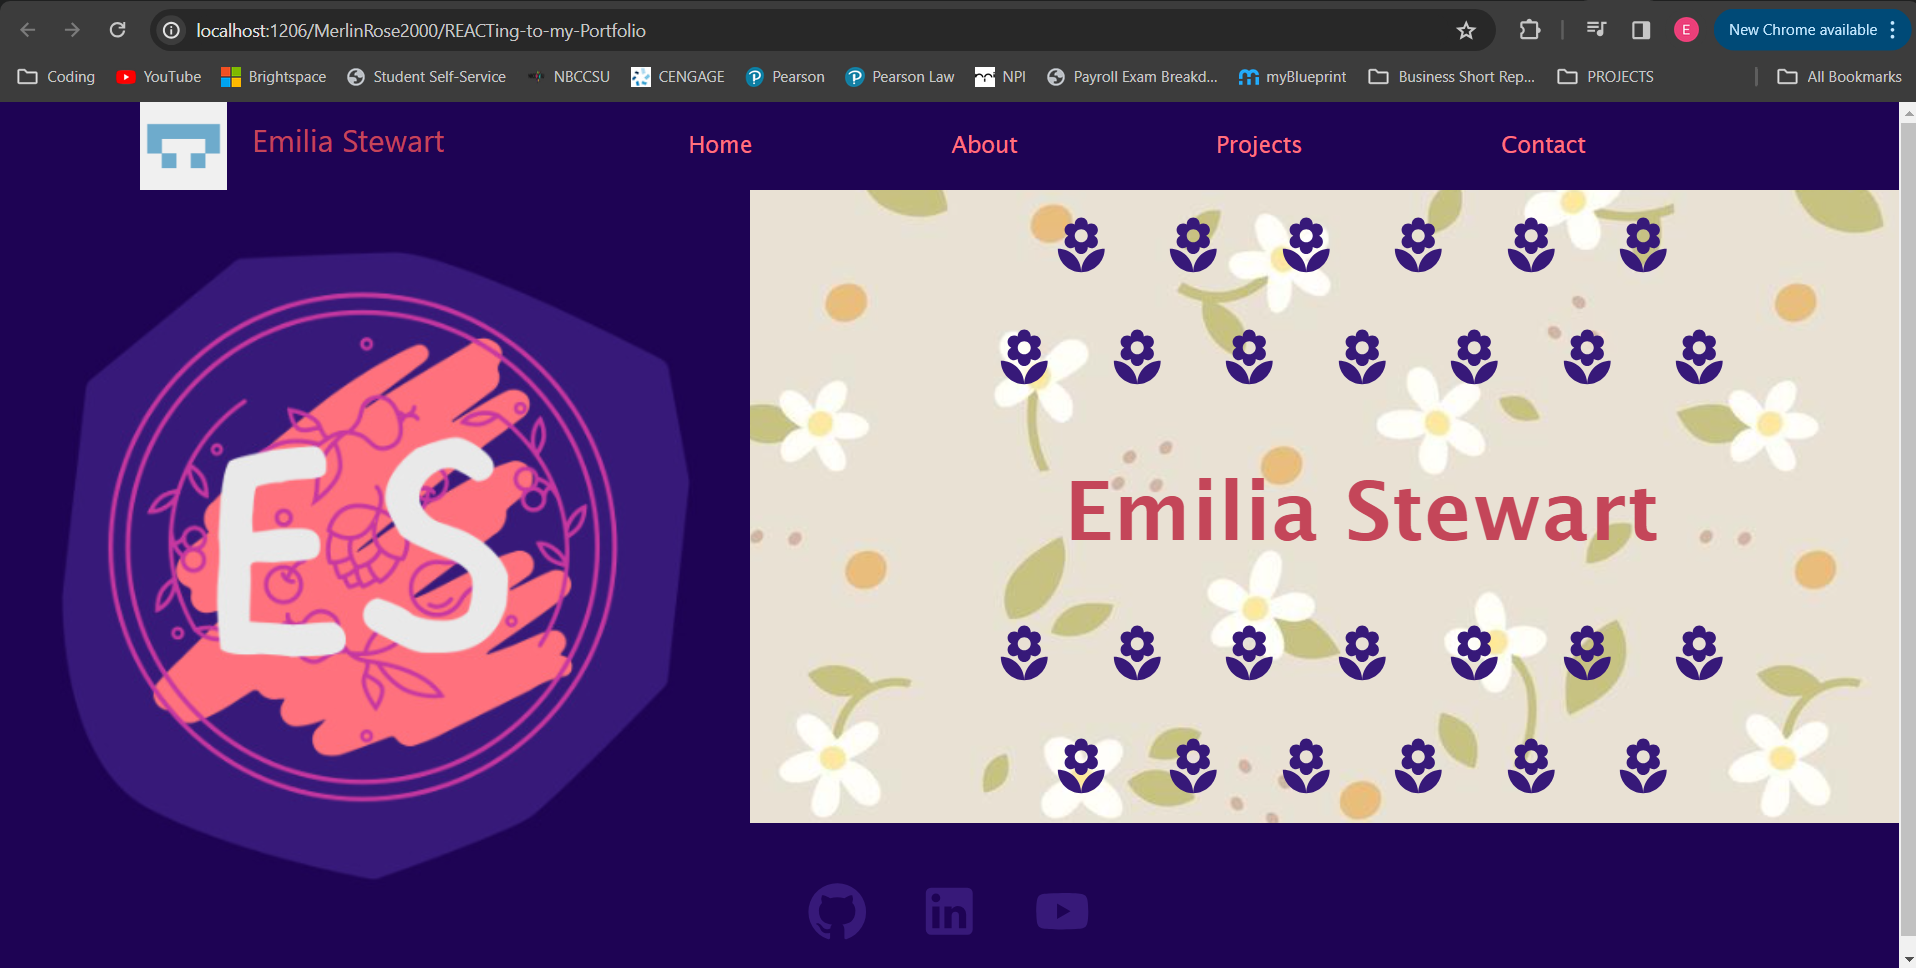 localhost:1206/MerlinRose2000/REACTing-to-my-Portfolio
E
New Chrome available
Coding YouTube Brightspace Student Self-Service NBCCSU CENGAGE Pearson Pearson Law NPI Payroll Exam Breakd... myBlueprint Business Short Rep... PROJECTS All Bookmarks
Emilia Stewart Home About Projects Contact
ES
Emilia Stewart
in